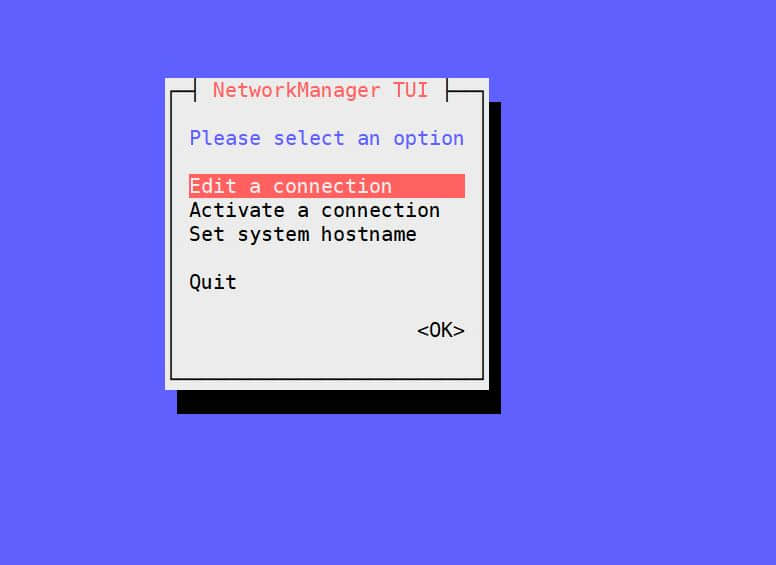 NetworkManager TUI
Please select an option
Edit a connection
Activate a connection
Set system hostname
Quit
<OK>